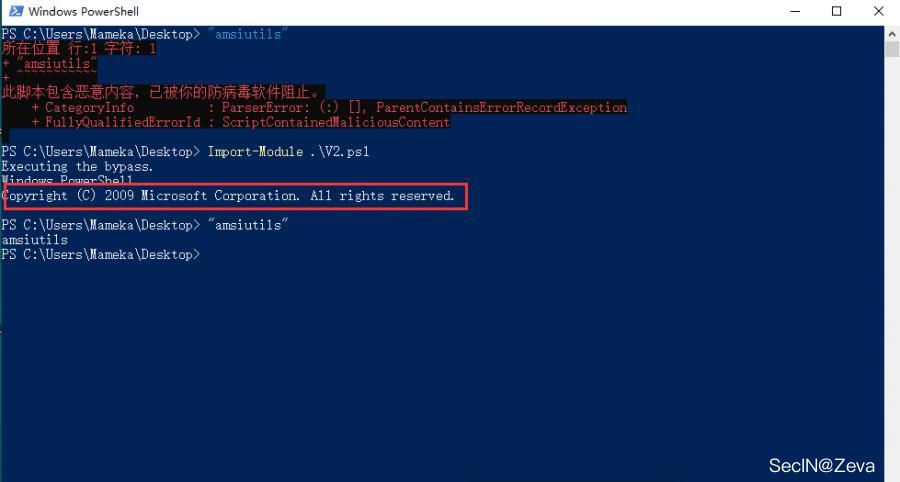 Windows PowerShell
PS C:\Users\Mameka\Desktop> "amsiutils"
所在位置 行:1 字符: 1
+ "amsiutils"
+ ~~~~~~~~~~~
此脚本包含恶意内容，已被你的防病毒软件阻止。
+ CategoryInfo : ParserError: (:) [], ParentContainsErrorRecordException
+ FullyQualifiedErrorId : ScriptContainedMaliciousContent
PS C:\Users\Mameka\Desktop> Import-Module .\V2.ps1
Executing the bypass.
Windows PowerShell
Copyright (C) 2009 Microsoft Corporation. All rights reserved.
PS C:\Users\Mameka\Desktop> "amsiutils"
amsiutils
PS C:\Users\Mameka\Desktop>
SecIN@Zeva